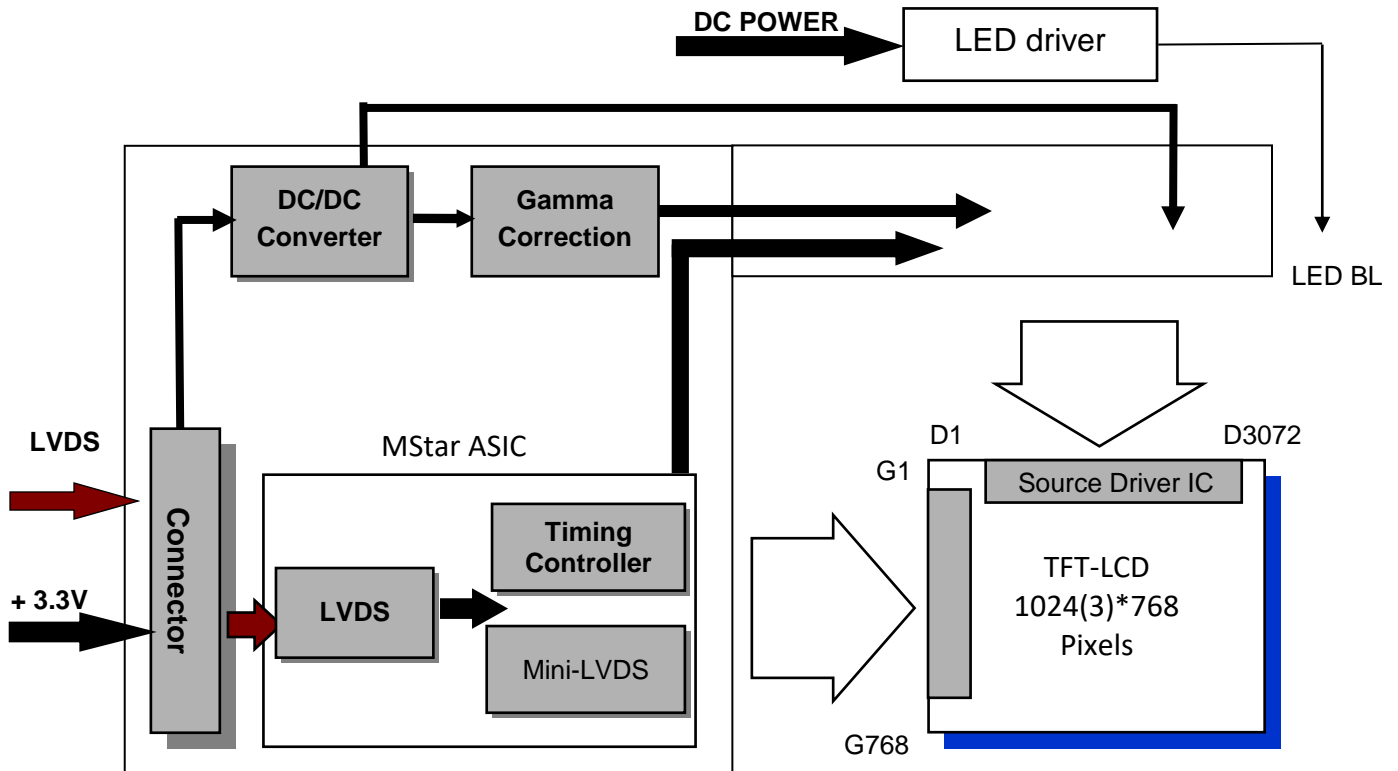 DC POWER
LED driver
DC/DC
Converter
Gamma
Correction
LED BL
LVDS
+ 3.3V
Connector
MStar ASIC
LVDS
Timing
Controller
Mini-LVDS
D1
D3072
G1
Source Driver IC
TFT-LCD
1024(3)*768
Pixels
G768